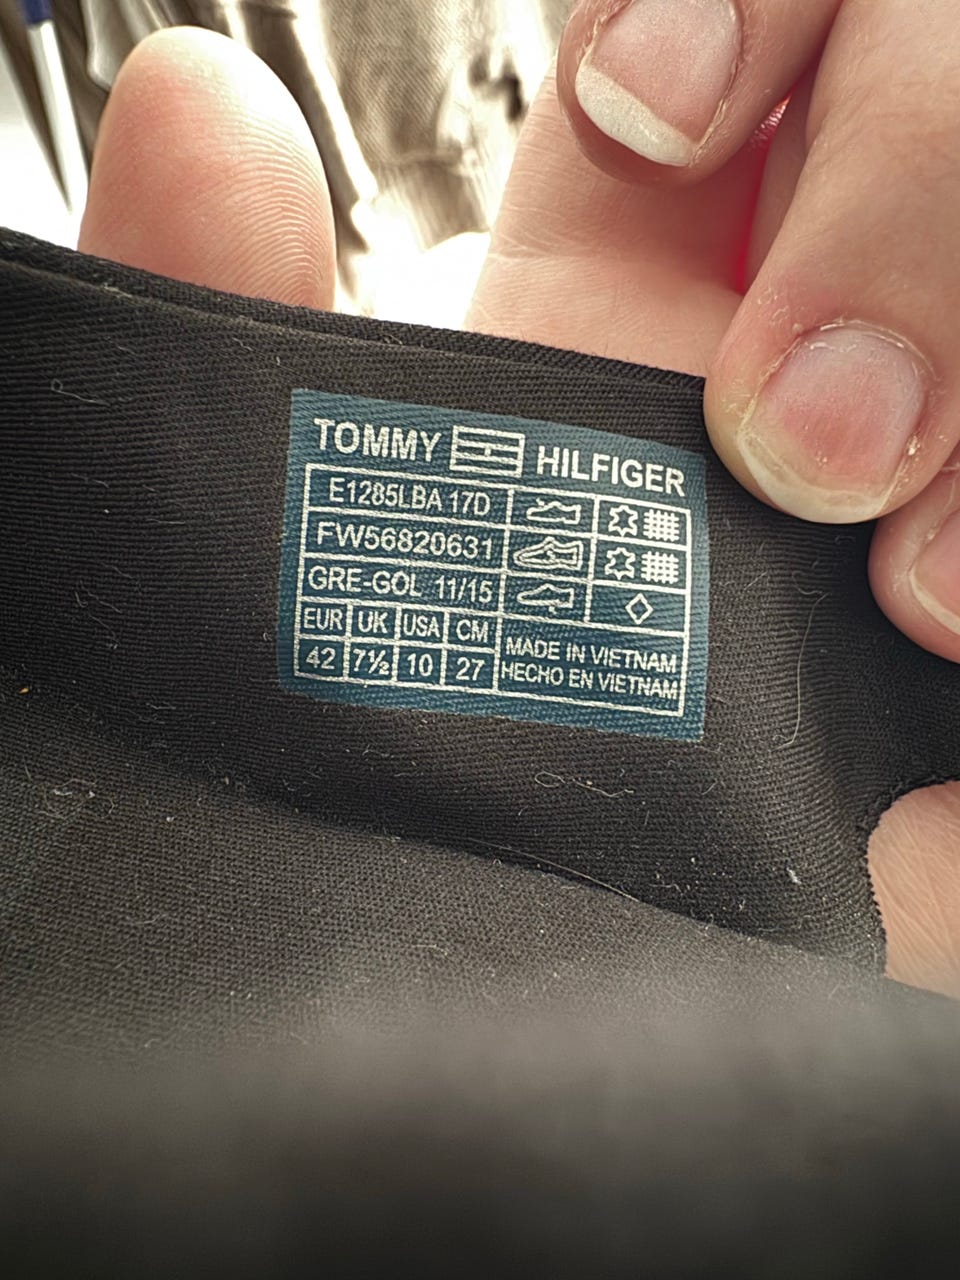 TOMMY HILFIGER
E1285LBA 17D
FW56820631
GRE-GOL 11/15
EUR UK USA CM
42 7½ 10 27
MADE IN VIETNAM
HECHO EN VIETNAM